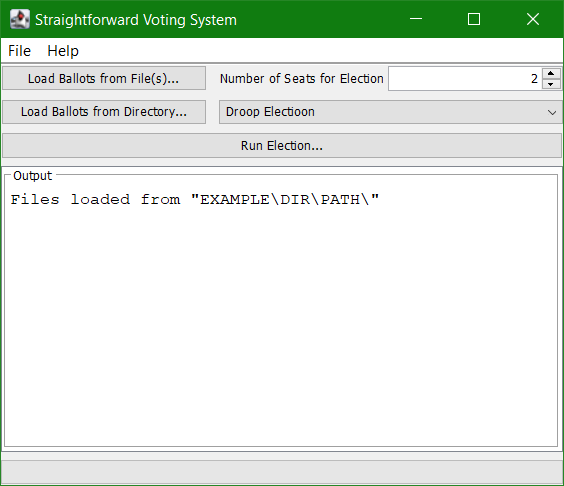 Straightforward Voting System
File Help
Load Ballots from File(s)... Number of Seats for Election 2
Load Ballots from Directory... Droop Electioon
Run Election...
Output
Files loaded from "EXAMPLE\DIR\PATH\"